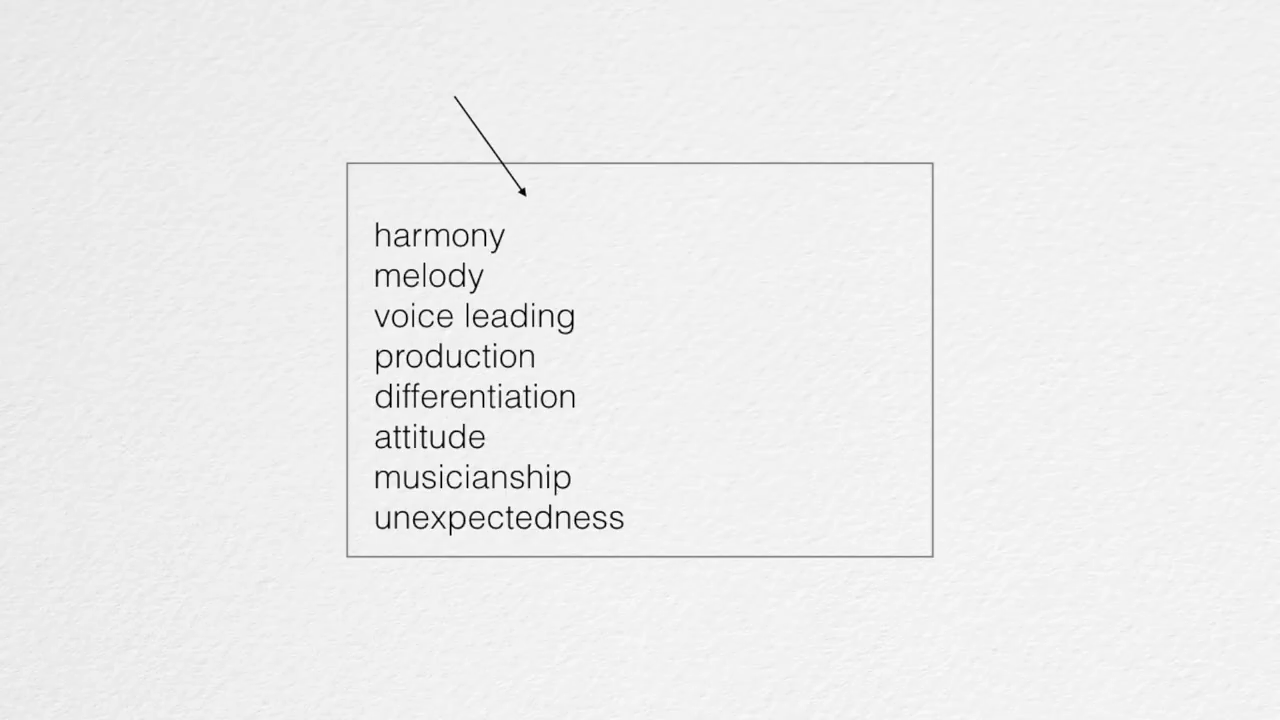 harmony
melody
voice leading
production
differentiation
attitude
musicianship
unexpectedness